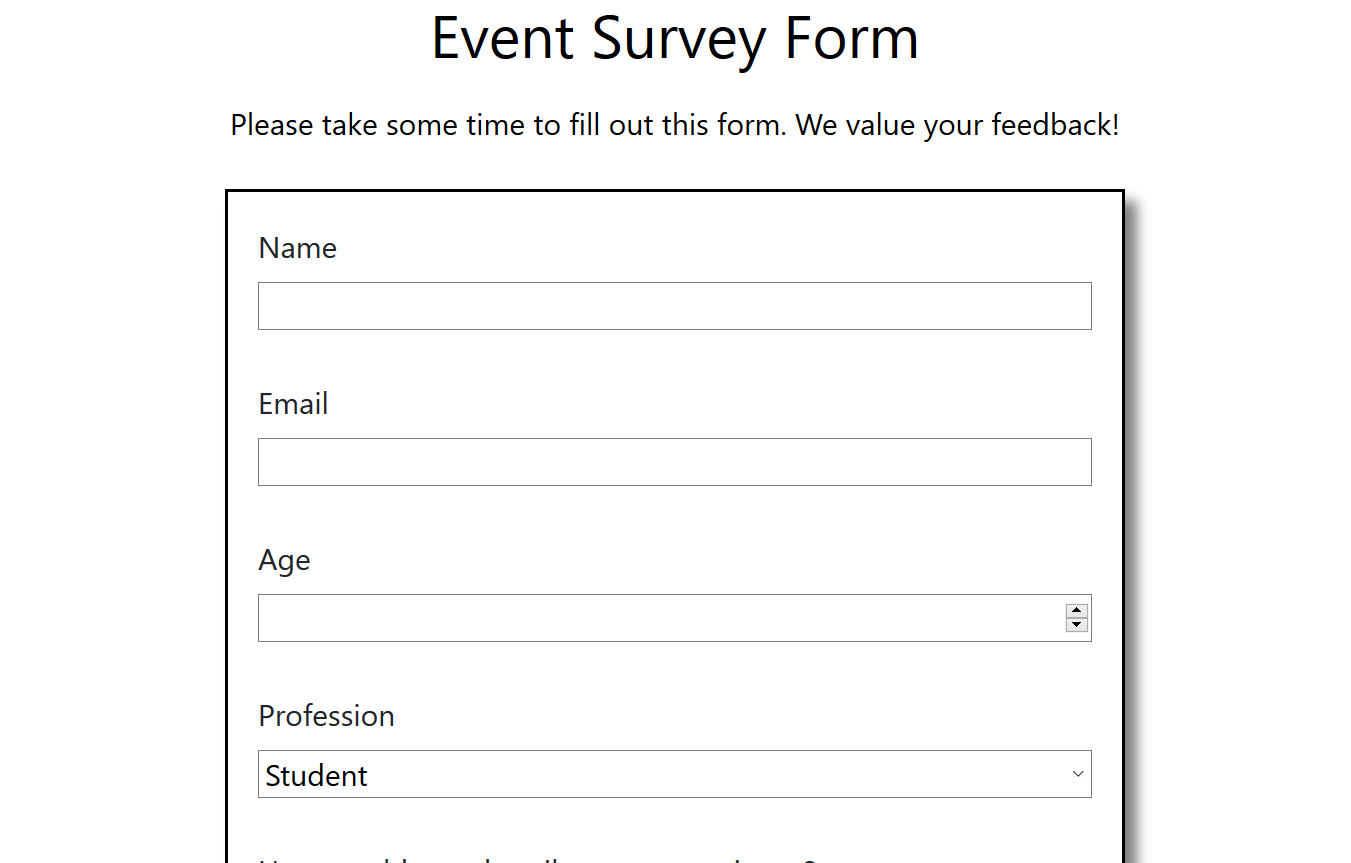 Event Survey Form
Please take some time to fill out this form. We value your feedback!
Name
Email
Age
Profession
Student